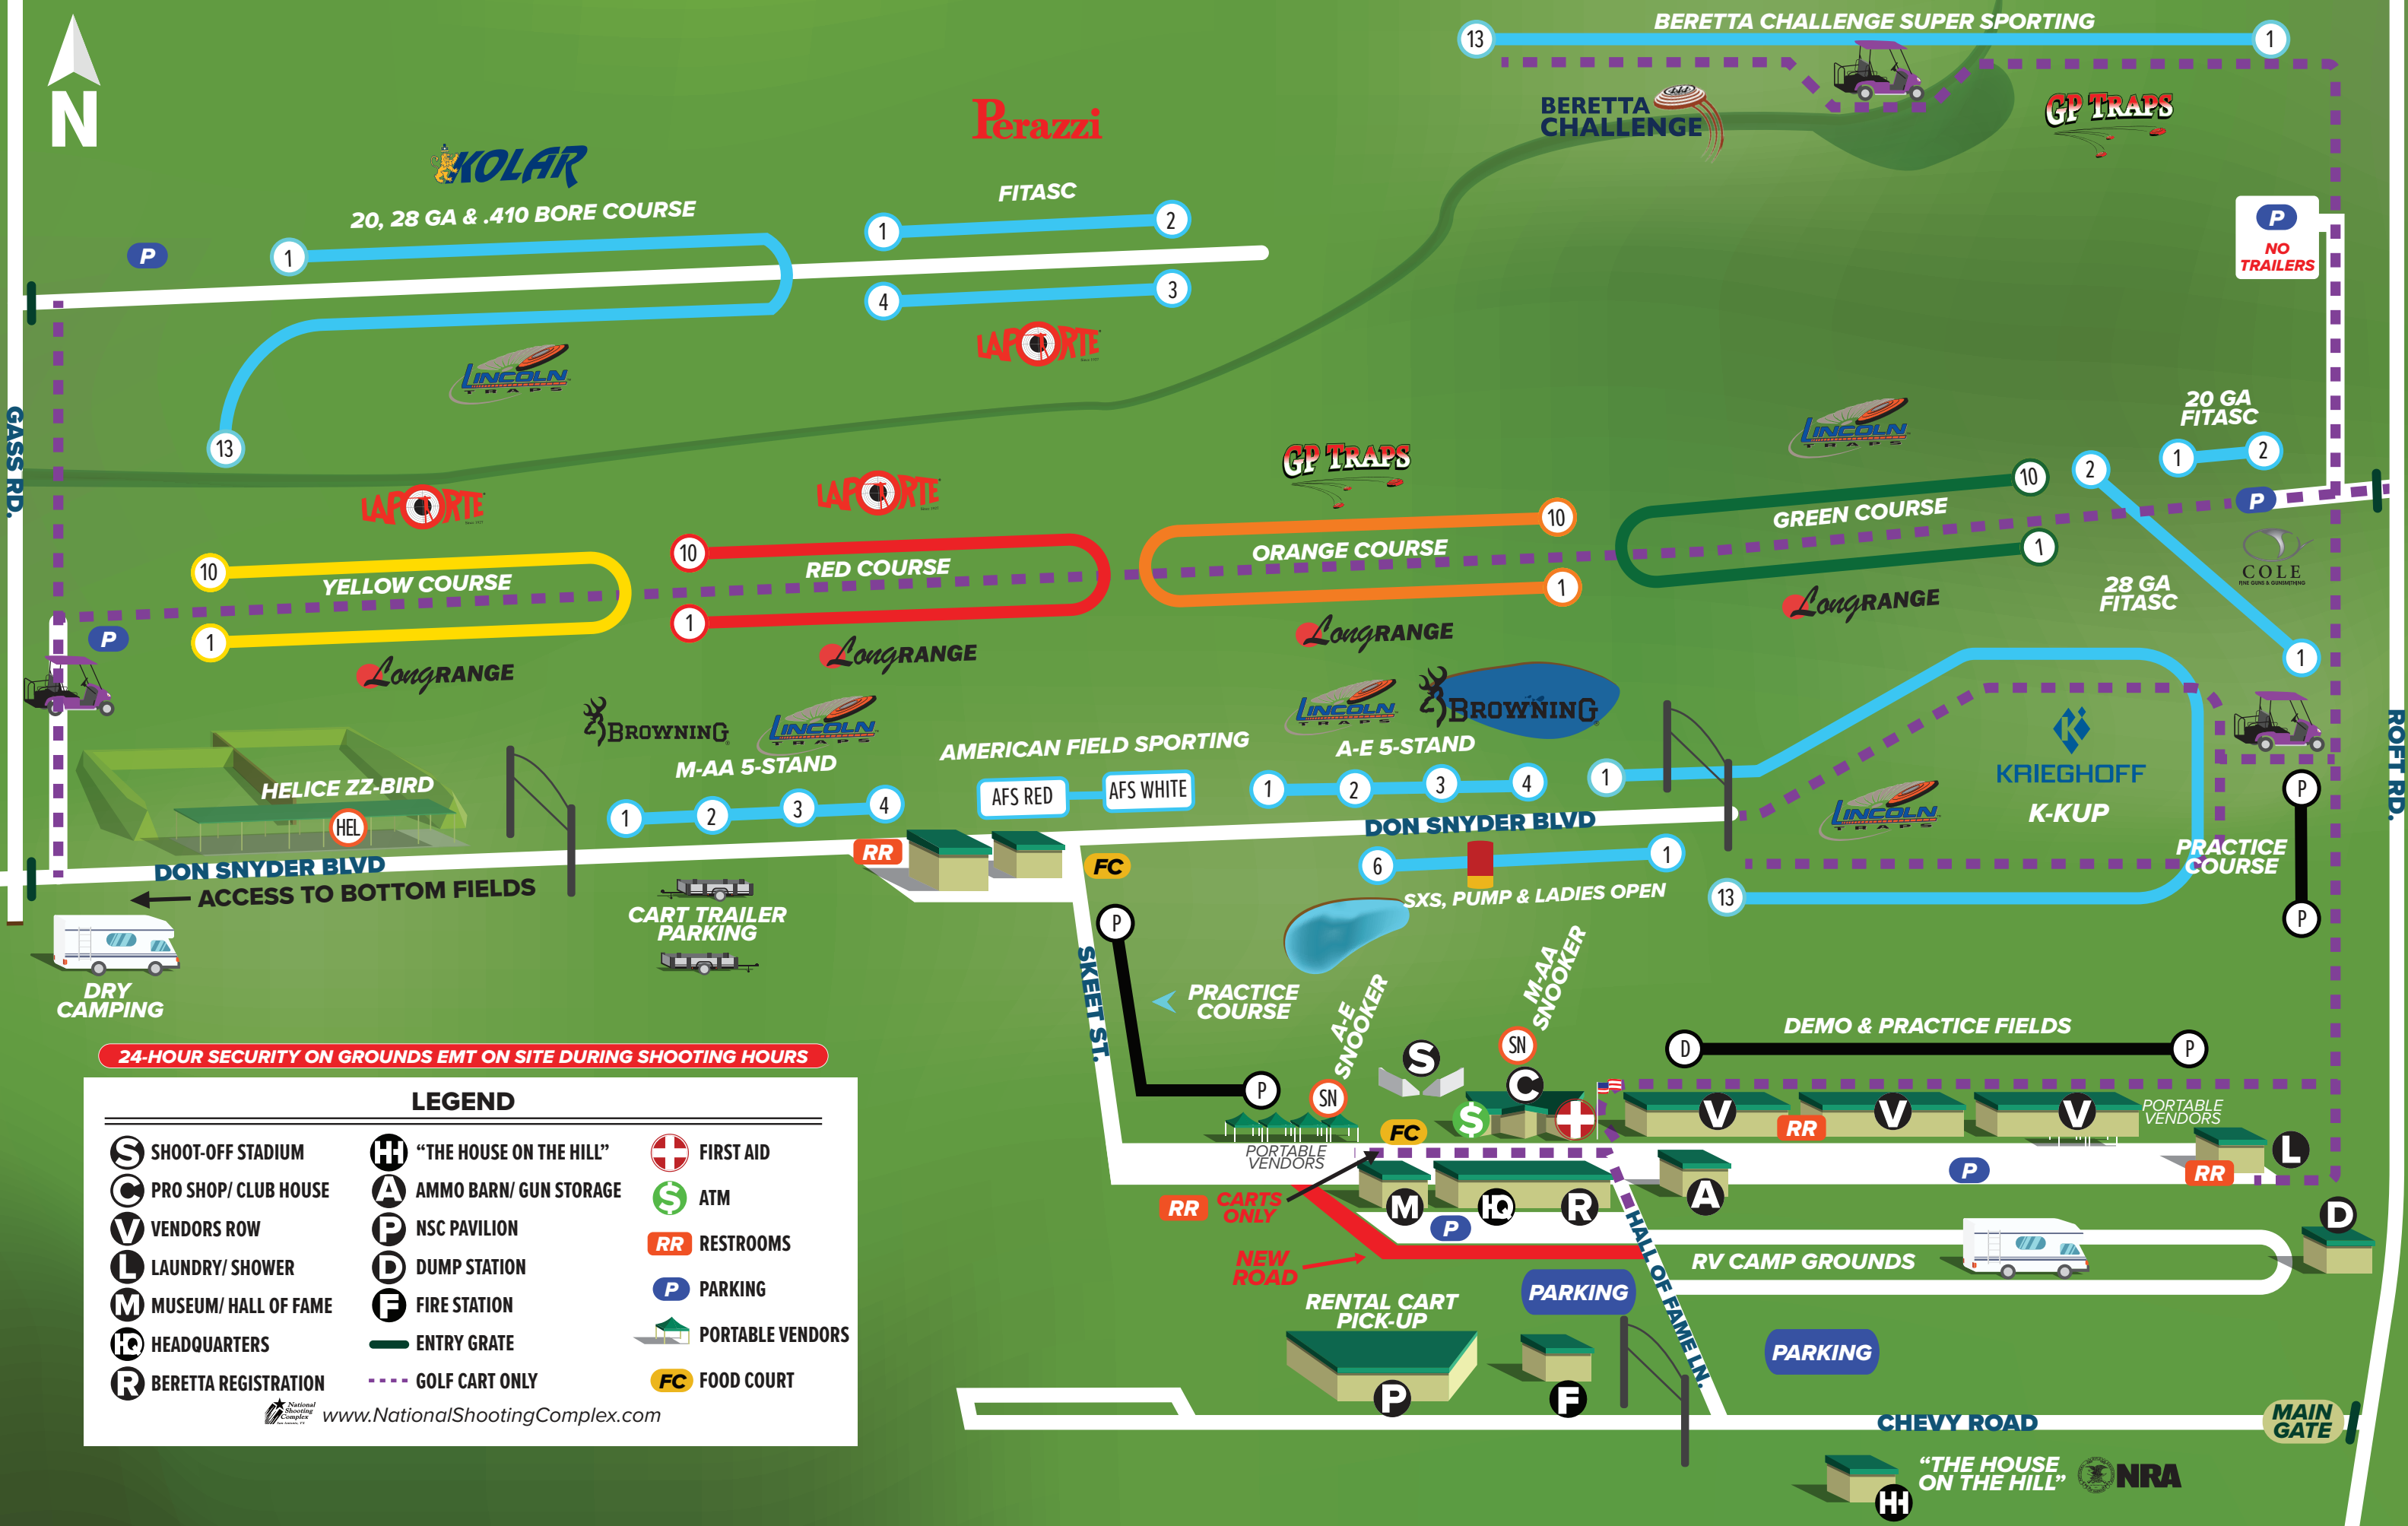 BERETTA CHALLENGE SUPER SPORTING
13
1
N
Perazzi
BERETTA
CHALLENGE
GP TRAPS
KOLAR
20, 28 GA & .410 BORE COURSE
FITASC
P
1
1
2
P
NO
TRAILERS
4
3
LAPORTE
LINCOLN
TRAPS
13
GASS RD.
20 GA
FITASC
1
2
LINCOLN
TRAPS
GP TRAPS
LAPORTE
LAPORTE
2
P
10
YELLOW COURSE
1
10
RED COURSE
1
10
ORANGE COURSE
1
10
GREEN COURSE
1
COLE
FINE GUNS & GUNSMITHING
28 GA
FITASC
1
P
LongRANGE
LongRANGE
LongRANGE
LongRANGE
BROWNING
LINCOLN
TRAPS
M-AA 5-STAND
1
2
3
4
AMERICAN FIELD SPORTING
AFS RED
AFS WHITE
LINCOLN
TRAPS
BROWNING
A-E 5-STAND
1
2
3
4
1
KRIEGHOFF
K-KUP
LINCOLN
TRAPS
13
ROFT RD.
P
PRACTICE
COURSE
P
HELICE ZZ-BIRD
HEL
DON SNYDER BLVD
ACCESS TO BOTTOM FIELDS
DON SNYDER BLVD
6
1
SXS, PUMP & LADIES OPEN
RR
FC
CART TRAILER
PARKING
DRY
CAMPING
SKEET ST.
P
PRACTICE
COURSE
P
A-E
SNOOKER
SN
M-AA
SNOOKER
SN
S
C
DEMO & PRACTICE FIELDS
D
P
$
FC
V
RR
V
V
PORTABLE
VENDORS
L
RR
PORTABLE
VENDORS
P
A
RR
CARTS
ONLY
M
HQ
R
P
NEW
ROAD
HALL OF FAME LN.
RV CAMP GROUNDS
D
RENTAL CART
PICK-UP
P
PARKING
F
PARKING
CHEVY ROAD
MAIN
GATE
"THE HOUSE
ON THE HILL"
HH
NRA
24-HOUR SECURITY ON GROUNDS EMT ON SITE DURING SHOOTING HOURS
LEGEND
S SHOOT-OFF STADIUM
C PRO SHOP/ CLUB HOUSE
V VENDORS ROW
L LAUNDRY/ SHOWER
M MUSEUM/ HALL OF FAME
HQ HEADQUARTERS
R BERETTA REGISTRATION
HH "THE HOUSE ON THE HILL"
A AMMO BARN/ GUN STORAGE
P NSC PAVILION
D DUMP STATION
F FIRE STATION
ENTRY GRATE
GOLF CART ONLY
FIRST AID
$ ATM
RR RESTROOMS
P PARKING
PORTABLE VENDORS
FC FOOD COURT
National
Shooting
Complex
www.NationalShootingComplex.com